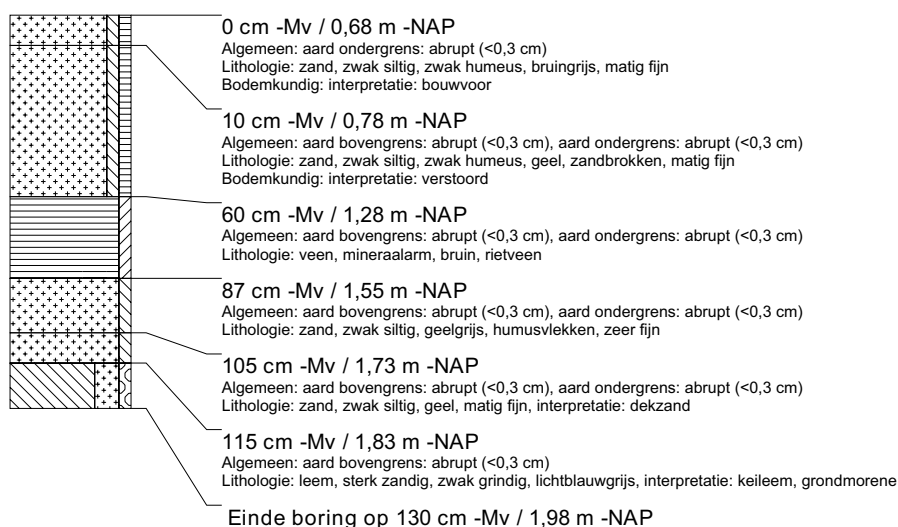 0 cm -Mv / 0,68 m -NAP
Algemeen: aard ondergrens: abrupt (<0,3 cm)
Lithologie: zand, zwak siltig, zwak humeus, bruingrijs, matig fijn
Bodemkundig: interpretatie: bouwvoor
10 cm -Mv / 0,78 m -NAP
Algemeen: aard bovengrens: abrupt (<0,3 cm), aard ondergrens: abrupt (<0,3 cm)
Lithologie: zand, zwak siltig, zwak humeus, geel, zandbrokken, matig fijn
Bodemkundig: interpretatie: verstoord
60 cm -Mv / 1,28 m -NAP
Algemeen: aard bovengrens: abrupt (<0,3 cm), aard ondergrens: abrupt (<0,3 cm)
Lithologie: veen, mineraalarm, bruin, rietveen
87 cm -Mv / 1,55 m -NAP
Algemeen: aard bovengrens: abrupt (<0,3 cm), aard ondergrens: abrupt (<0,3 cm)
Lithologie: zand, zwak siltig, geelgrijs, humusvlekken, zeer fijn
105 cm -Mv / 1,73 m -NAP
Algemeen: aard bovengrens: abrupt (<0,3 cm), aard ondergrens: abrupt (<0,3 cm)
Lithologie: zand, zwak siltig, geel, matig fijn, interpretatie: dekzand
115 cm -Mv / 1,83 m -NAP
Algemeen: aard bovengrens: abrupt (<0,3 cm)
Lithologie: leem, sterk zandig, zwak grindig, lichtblauwgrijs, interpretatie: keileem, grondmorene
Einde boring op 130 cm -Mv / 1,98 m -NAP